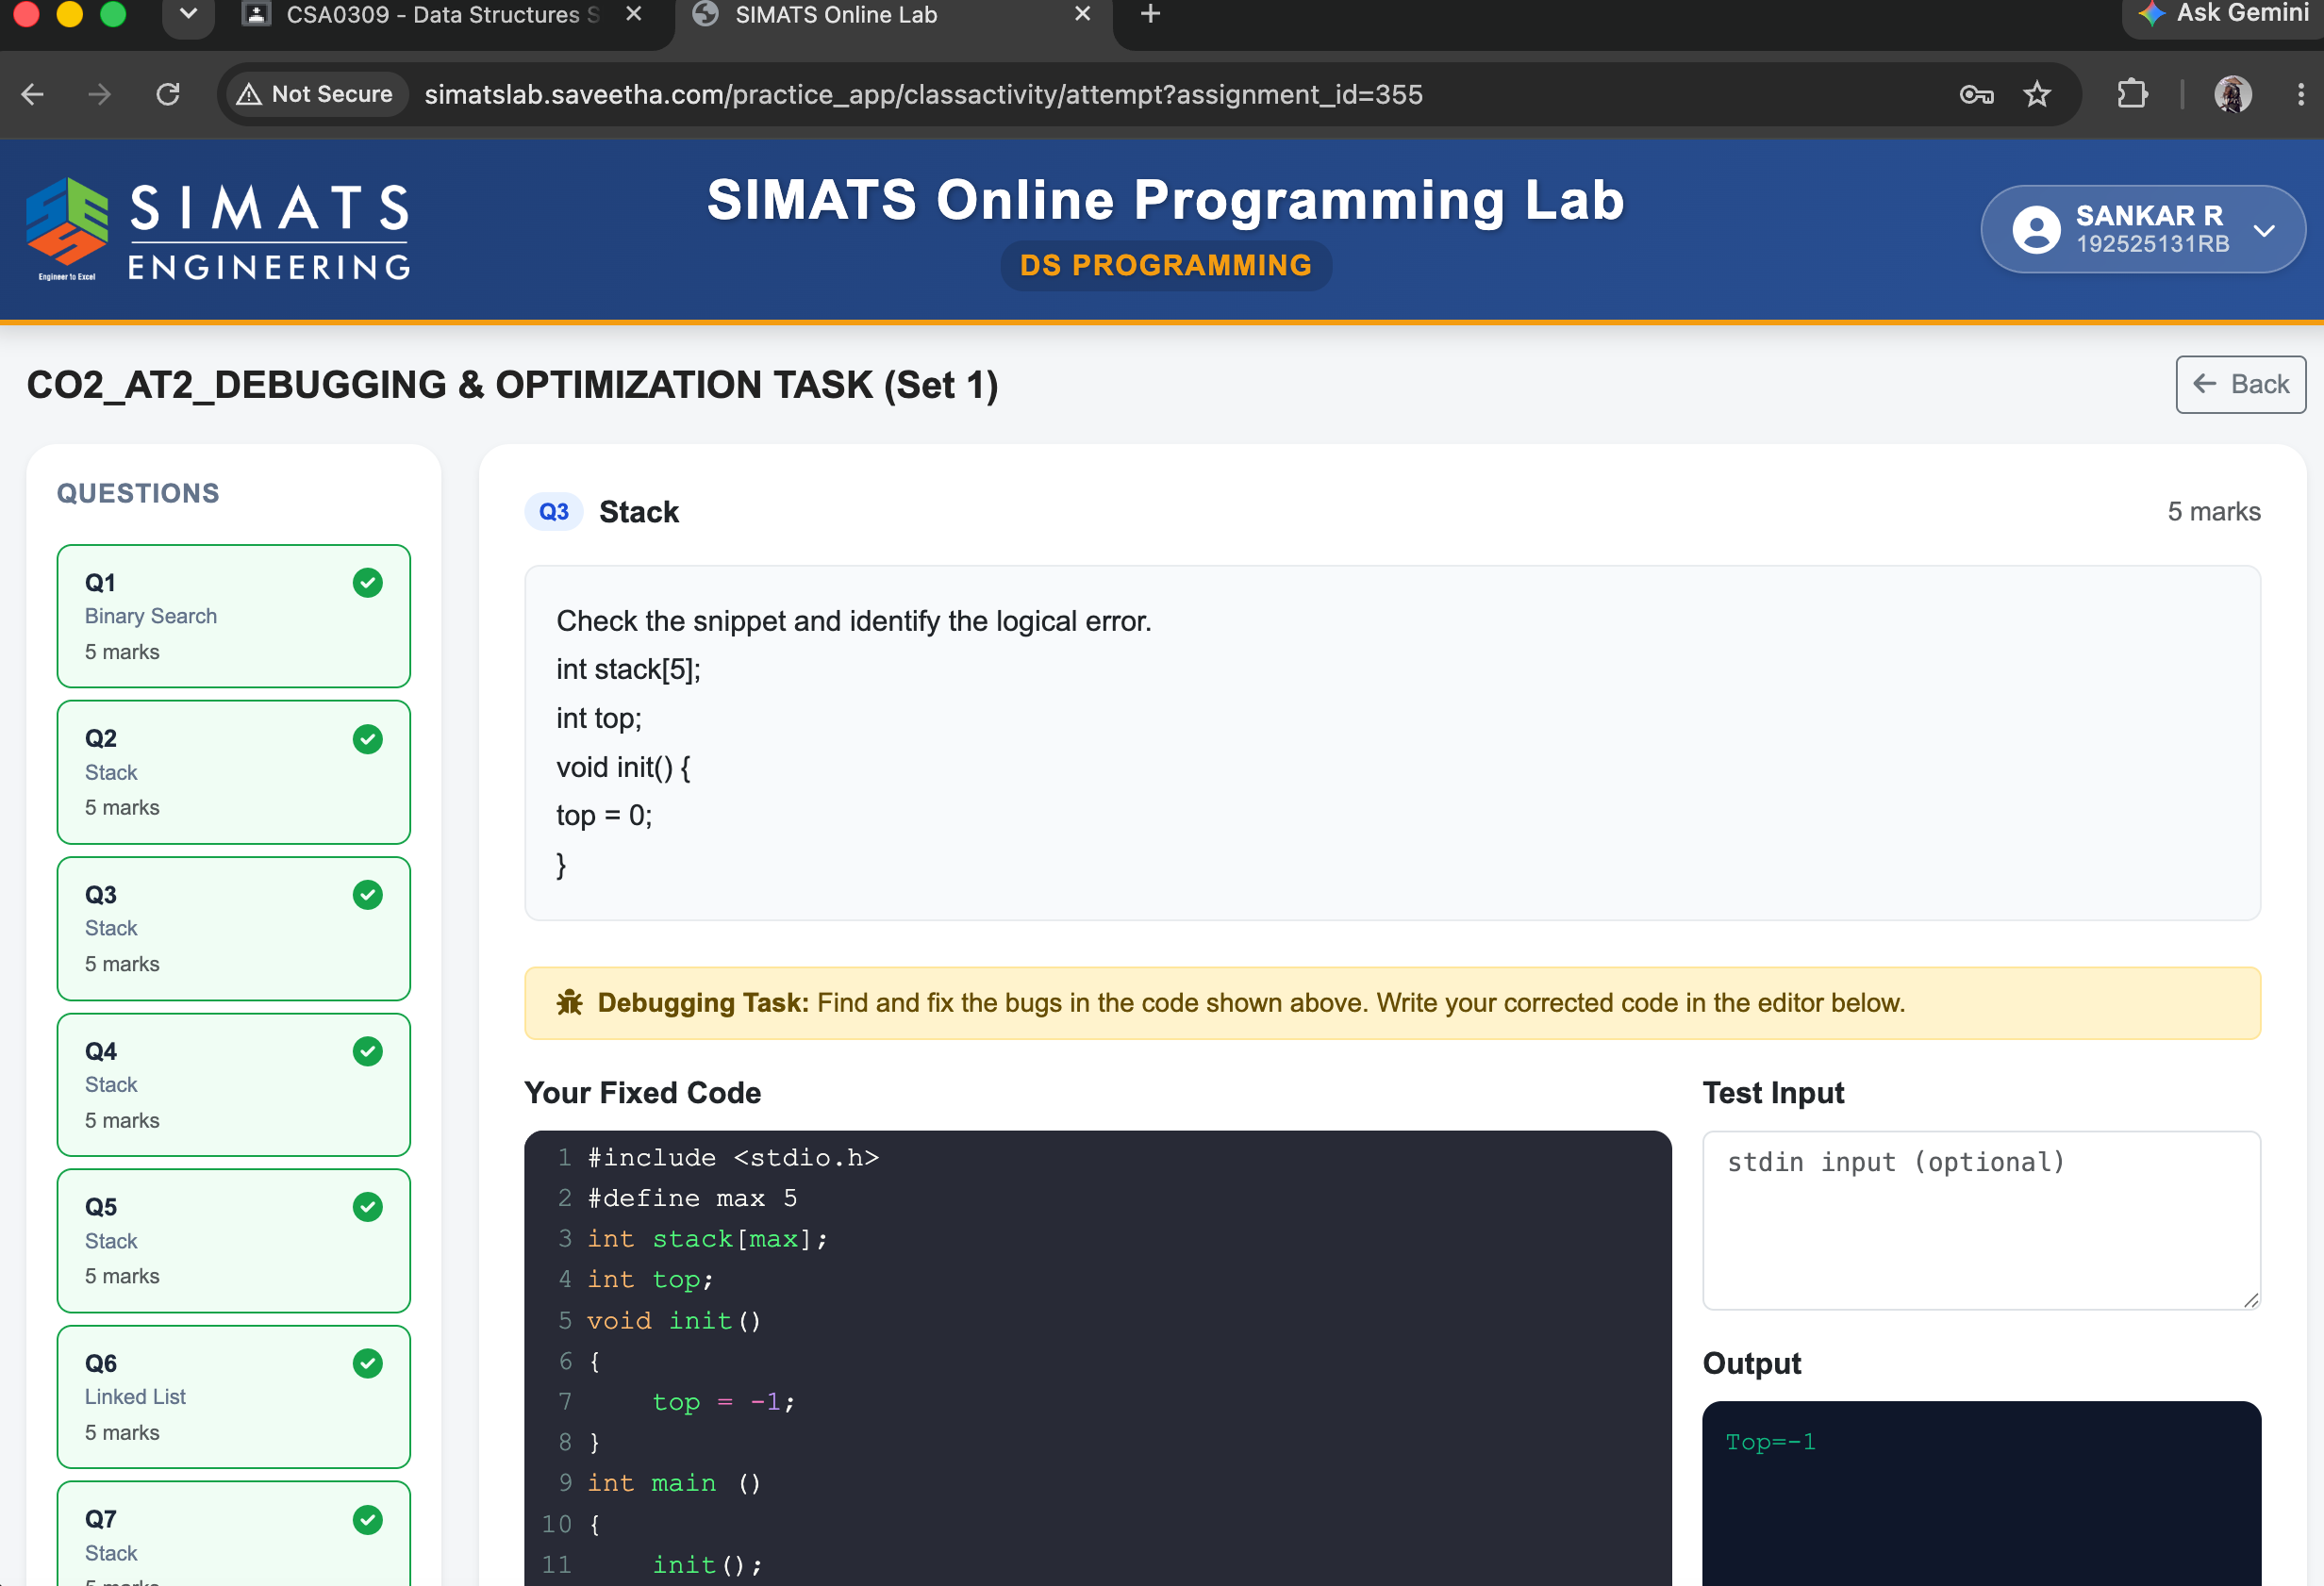 CSA0309 - Data Structures S
SIMATS Online Lab
Ask Gemini
Not Secure
simatslab.saveetha.com/practice_app/classactivity/attempt?assignment_id=355
SIMATS
ENGINEERING
Engineer to Excel
SIMATS Online Programming Lab
DS PROGRAMMING
SANKAR R
192525131RB
CO2_AT2_DEBUGGING & OPTIMIZATION TASK (Set 1)
Back
QUESTIONS
Q1
Binary Search
5 marks
Q2
Stack
5 marks
Q3
Stack
5 marks
Q4
Stack
5 marks
Q5
Stack
5 marks
Q6
Linked List
5 marks
Q7
Stack
5 marks
Q3 Stack
5 marks
Check the snippet and identify the logical error.
int stack[5];
int top;
void init() {
top = 0;
}
Debugging Task: Find and fix the bugs in the code shown above. Write your corrected code in the editor below.
Your Fixed Code
1 #include <stdio.h>
2 #define max 5
3 int stack[max];
4 int top;
5 void init()
6 {
7 top = -1;
8 }
9 int main ()
10 {
11 init();
Test Input
stdin input (optional)
Output
Top=-1